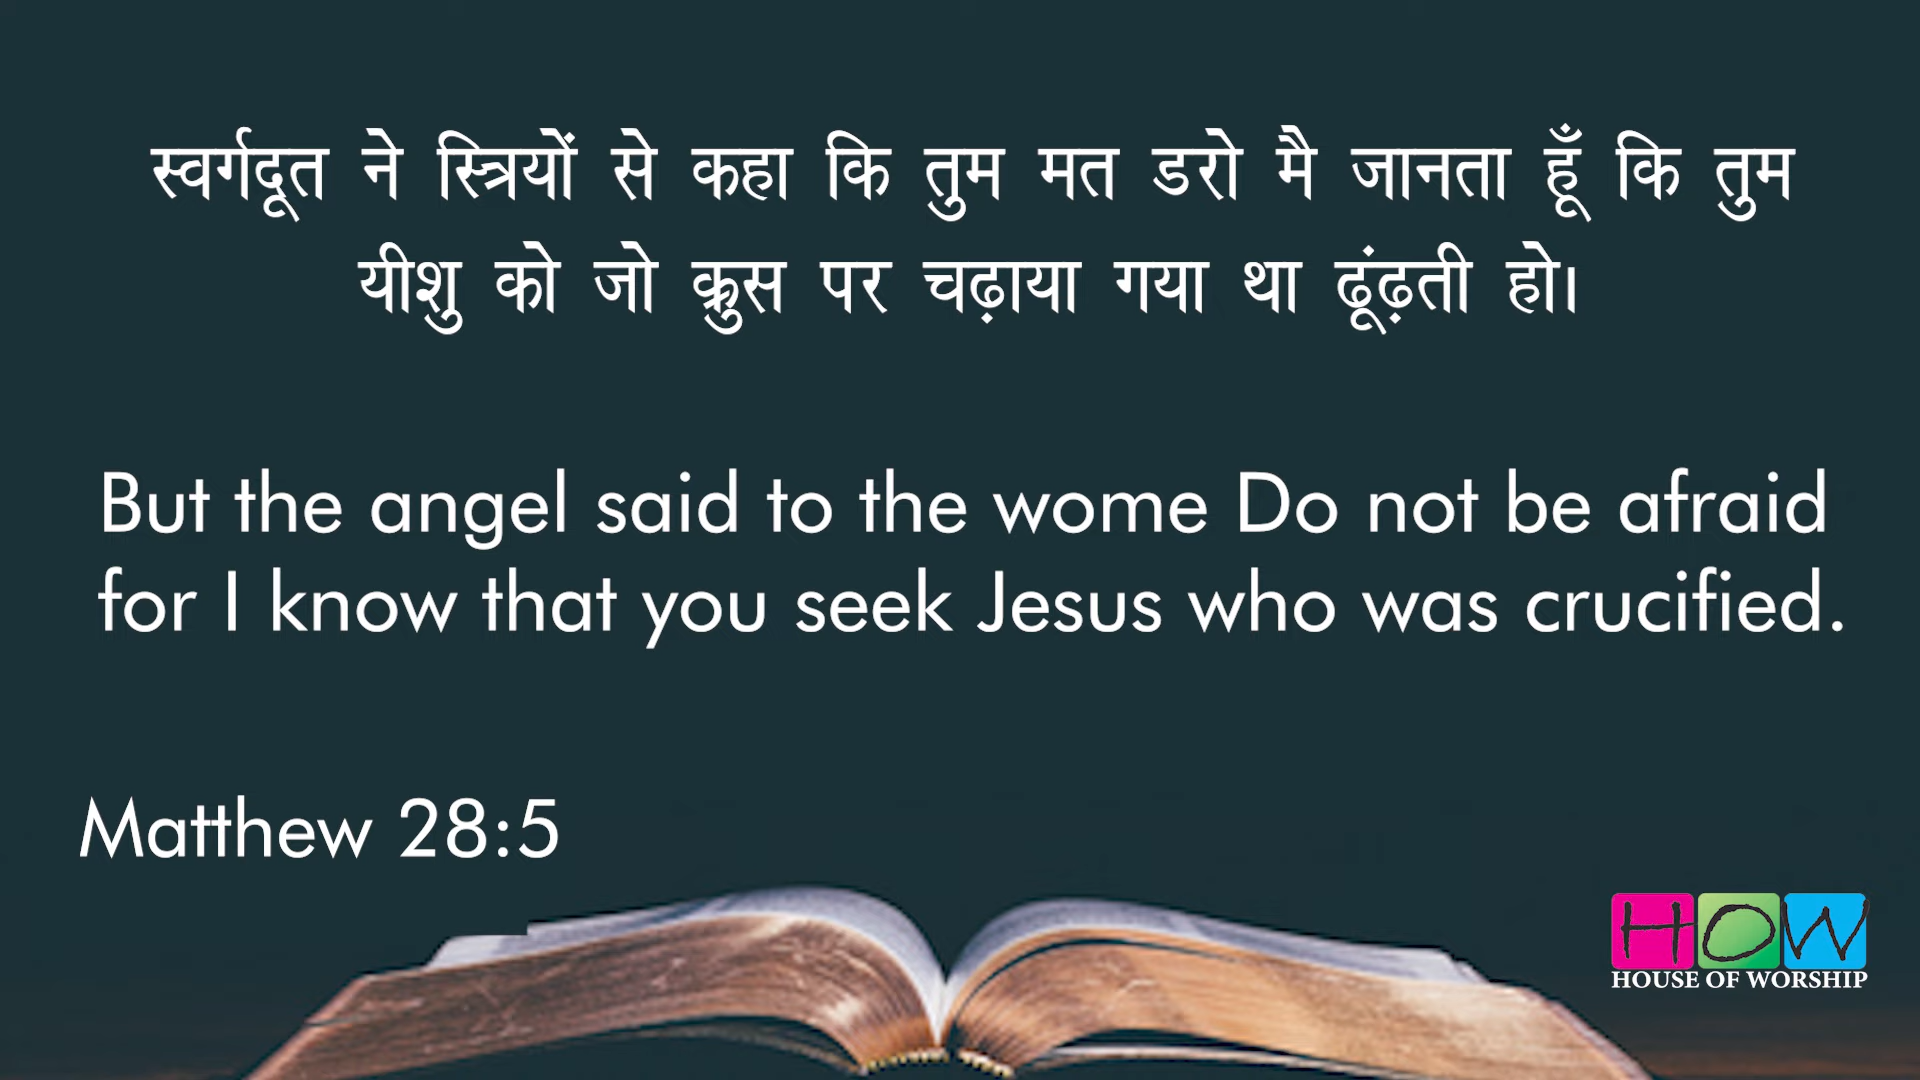 स्वर्गदूत ने स्त्रियों से कहा कि तुम मत डरो मै जानता हूँ कि तुम
यीशु को जो क्रुस पर चढ़ाया गया था ढूंढ़ती हो।
But the angel said to the wome Do not be afraid
for I know that you seek Jesus who was crucified.
Matthew 28:5
HOW
HOUSE OF WORSHIP